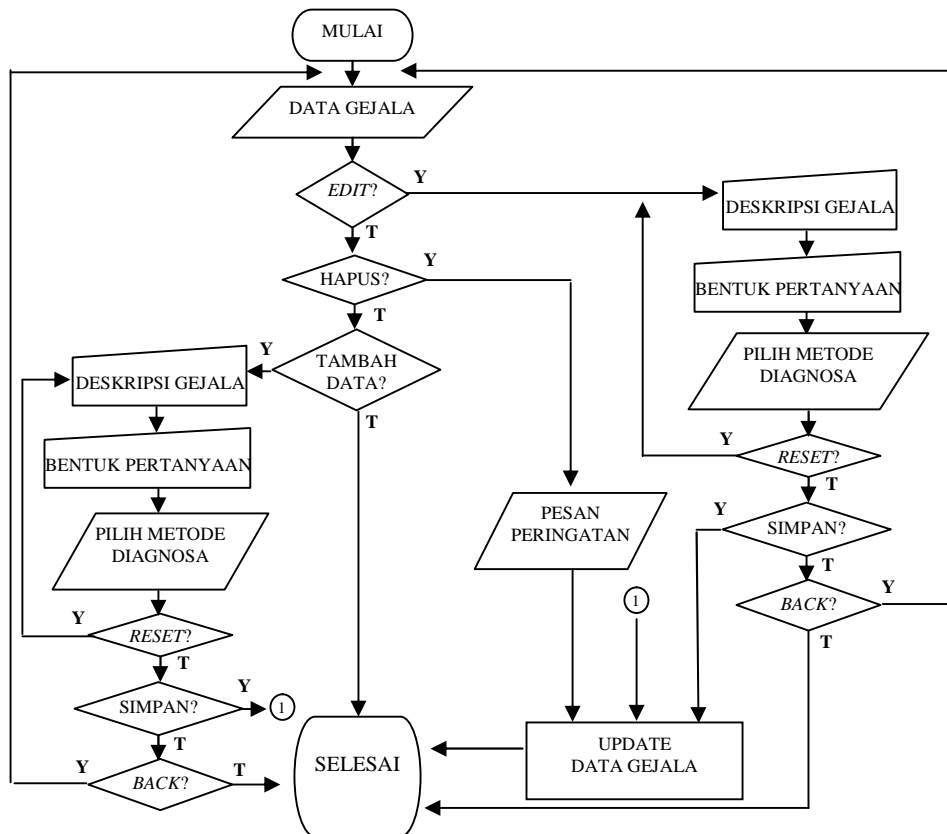 MULAI
DATA GEJALA
EDIT?
Y
T
HAPUS?
Y
T
TAMBAH
DATA?
Y
T
DESKRIPSI GEJALA
BENTUK PERTANYAAN
PILIH METODE
DIAGNOSA
RESET?
Y
T
SIMPAN?
Y
1
T
BACK?
Y
T
SELESAI
PESAN
PERINGATAN
1
UPDATE
DATA GEJALA
DESKRIPSI GEJALA
BENTUK PERTANYAAN
PILIH METODE
DIAGNOSA
RESET?
Y
T
SIMPAN?
Y
T
BACK?
Y
T